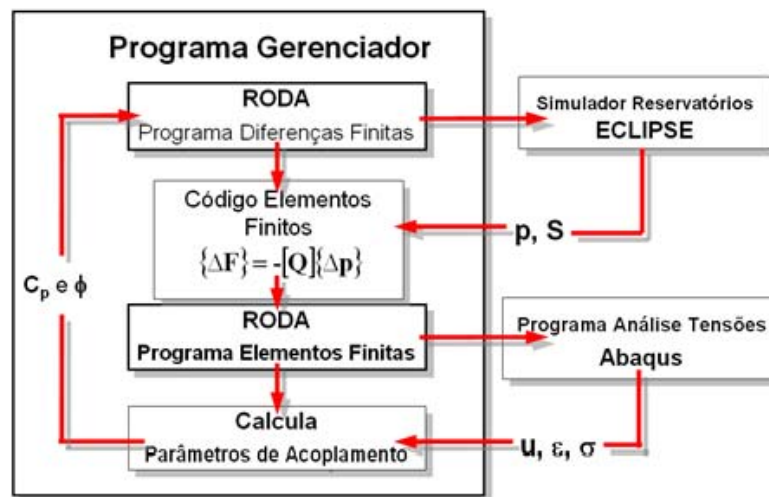 Programa Gerenciador
RODA
Programa Diferenças Finitas
Simulador Reservatórios
ECLIPSE
Código Elementos
Finitos
{ΔF} = -[Q]{Δp}
p, S
C_p e ϕ
RODA
Programa Elementos Finitas
Programa Análise Tensões
Abaqus
Calcula
Parâmetros de Acoplamento
u, ε, σ